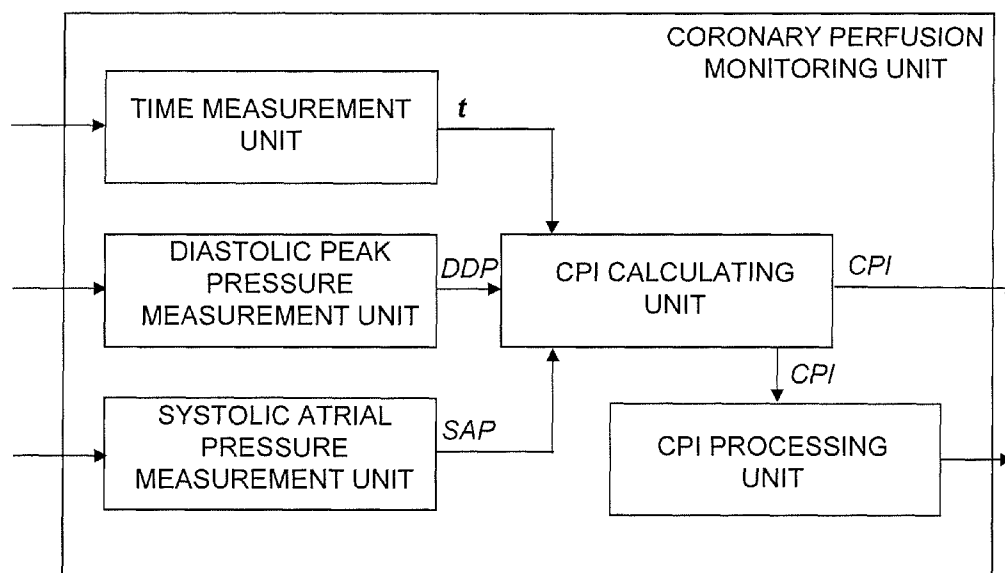 CORONARY PERFUSION
MONITORING UNIT
TIME MEASUREMENT
UNIT
t
DIASTOLIC PEAK
PRESSURE
MEASUREMENT UNIT
DDP
CPI CALCULATING
UNIT
CPI
CPI
SYSTOLIC ATRIAL
PRESSURE
MEASUREMENT UNIT
SAP
CPI PROCESSING
UNIT